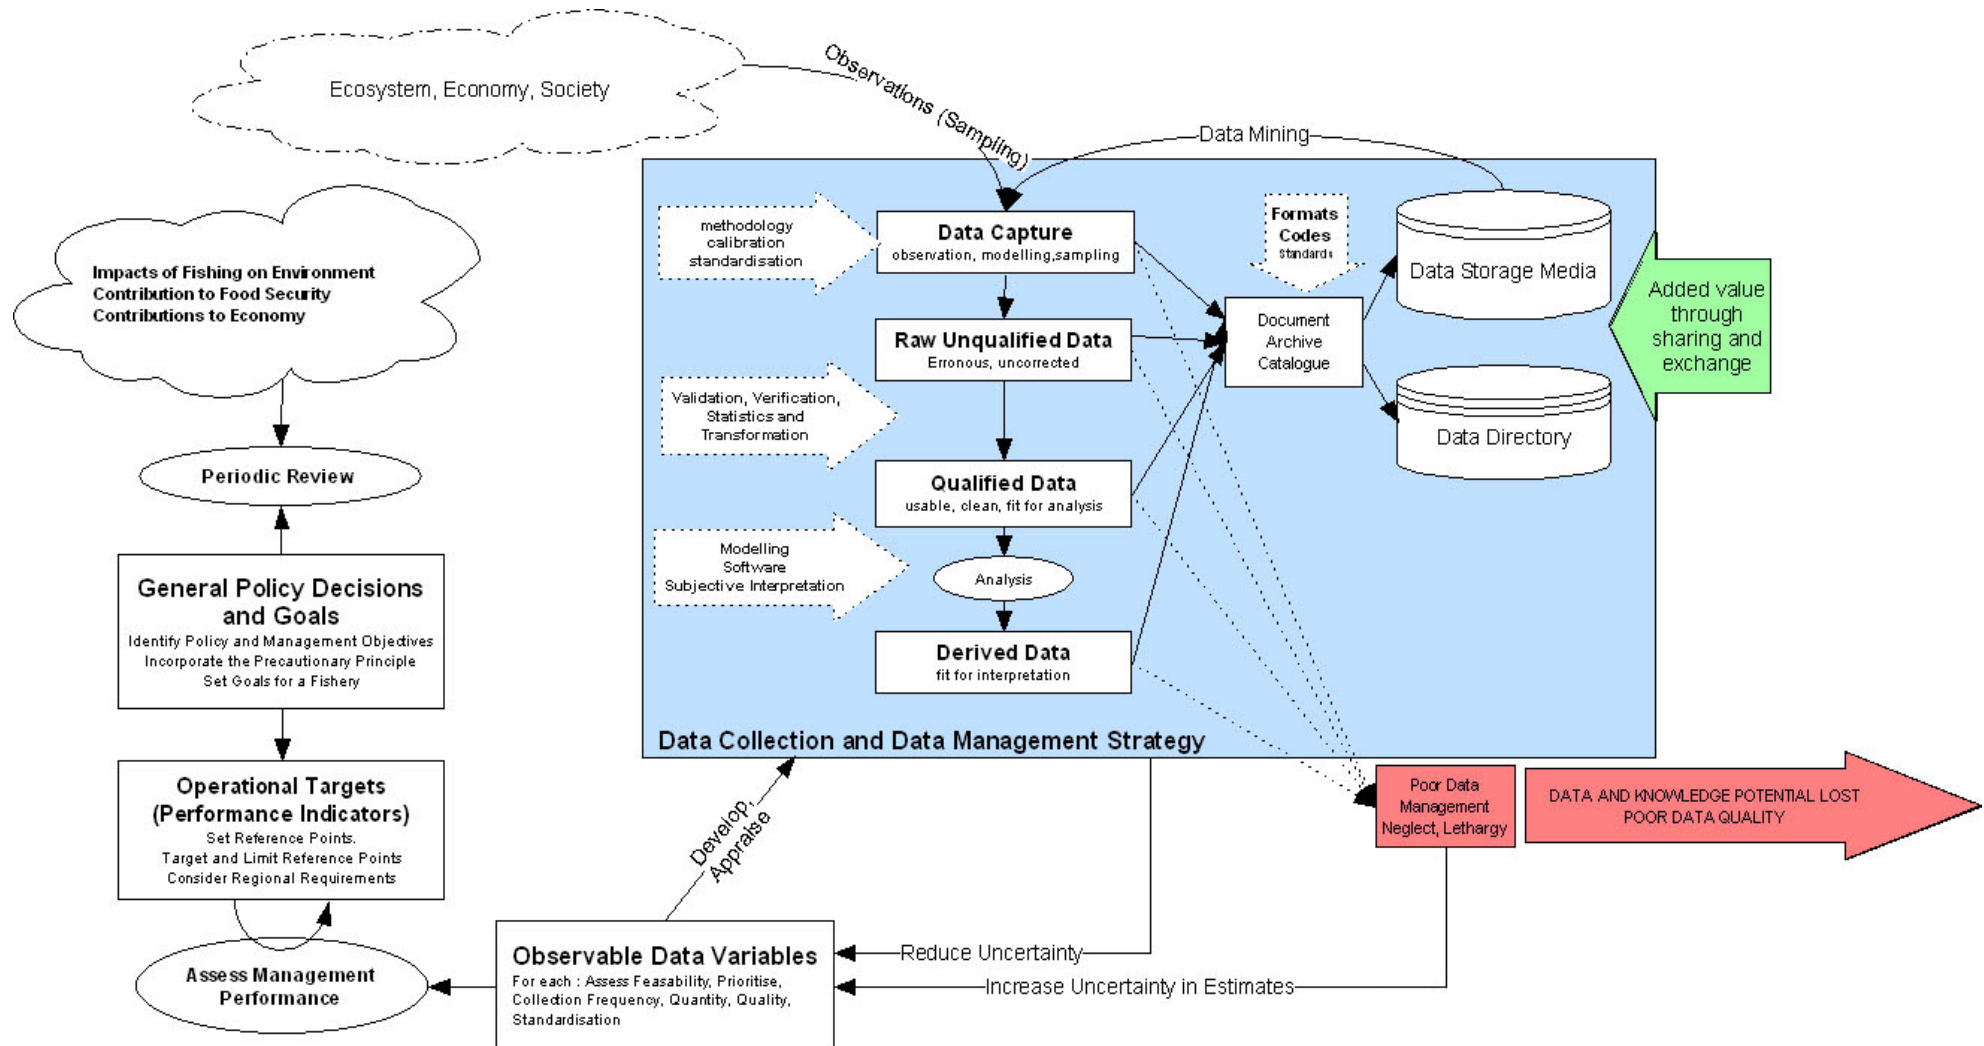 Ecosystem, Economy, Society
Observations (Sampling)
Data Mining
Impacts of Fishing on Environment
Contribution to Food Security
Contributions to Economy
Periodic Review
General Policy Decisions
and Goals
Identify Policy and Management Objectives
Incorporate the Precautionary Principle
Set Goals for a Fishery
Operational Targets
(Performance Indicators)
Set Reference Points.
Target and Limit Reference Points
Consider Regional Requirements
Assess Management
Performance
methodology
calibration
standardisation
Data Capture
observation, modelling,sampling
Raw Unqualified Data
Erronous, uncorrected
Validation, Verification,
Statistics and
Transformation
Qualified Data
usable, clean, fit for analysis
Modelling
Software
Subjective Interpretation
Analysis
Derived Data
fit for interpretation
Formats
Codes
Standards
Document
Archive
Catalogue
Data Storage Media
Data Directory
Added value
through
sharing and
exchange
Data Collection and Data Management Strategy
Develop,
Appraise
Poor Data
Management
Neglect, Lethargy
DATA AND KNOWLEDGE POTENTIAL LOST
POOR DATA QUALITY
Observable Data Variables
For each : Assess Feasability, Prioritise,
Collection Frequency, Quantity, Quality,
Standardisation
Reduce Uncertainty
Increase Uncertainty in Estimates